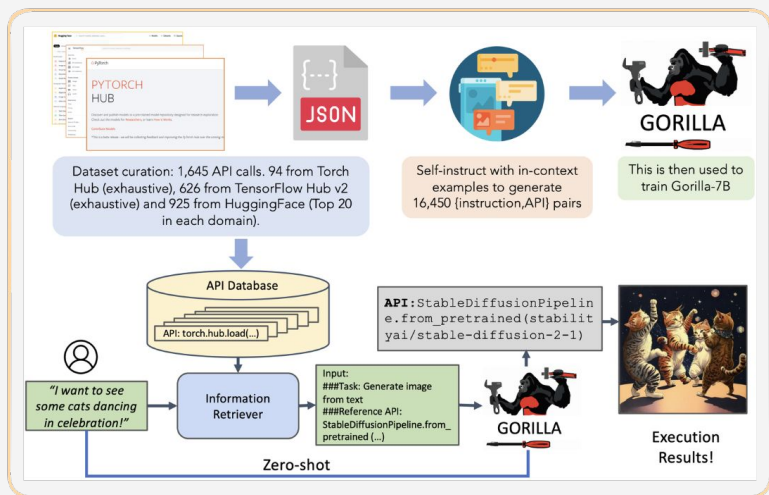 PYTORCH
HUB
{...}
JSON
GORILLA
Dataset curation: 1,645 API calls. 94 from Torch
Hub (exhaustive), 626 from TensorFlow Hub v2
(exhaustive) and 925 from HuggingFace (Top 20
in each domain).
Self-instruct with in-context
examples to generate
16,450 {instruction,API} pairs
This is then used to
train Gorilla-7B
API Database
API: torch.hub.load(...)
API:StableDiffusionPipelin
e.from_pretrained(stabilit
yai/stable-diffusion-2-1)
"I want to see
some cats dancing
in celebration!"
Information
Retriever
Input:
###Task: Generate image
from text
###Reference API:
StableDiffusionPipeline.from_
pretrained (...)
GORILLA
Execution
Results!
Zero-shot